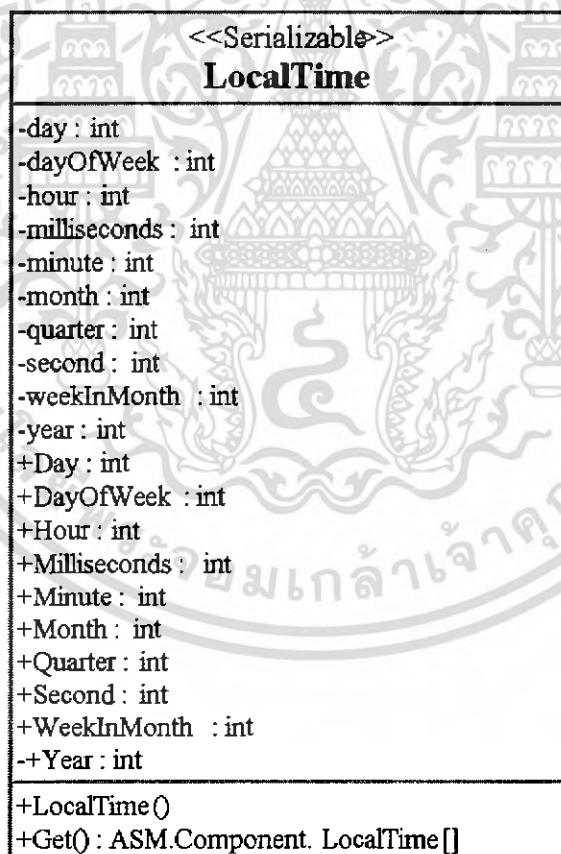 <<Serializable>>
LocalTime
-day : int
-dayOfWeek : int
-hour : int
-milliseconds : int
-minute : int
-month : int
-quarter : int
-second : int
-weekInMonth : int
-year : int
+Day : int
+DayOfWeek : int
+Hour : int
+Milliseconds : int
+Minute : int
+Month : int
+Quarter : int
+Second : int
+WeekInMonth : int
-+Year : int
+LocalTime()
+Get() : ASM.Component. LocalTime[]